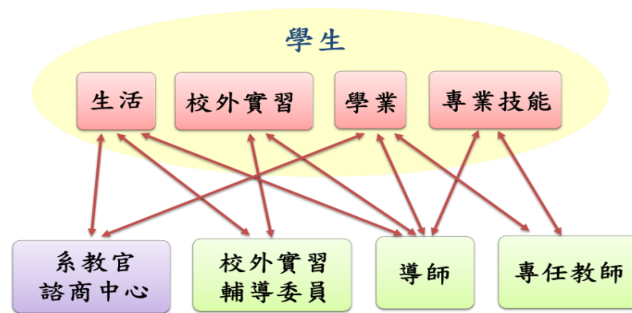 學生
生活
校外實習
學業
專業技能
系教官
諮商中心
校外實習
輔導委員
導師
專任教師